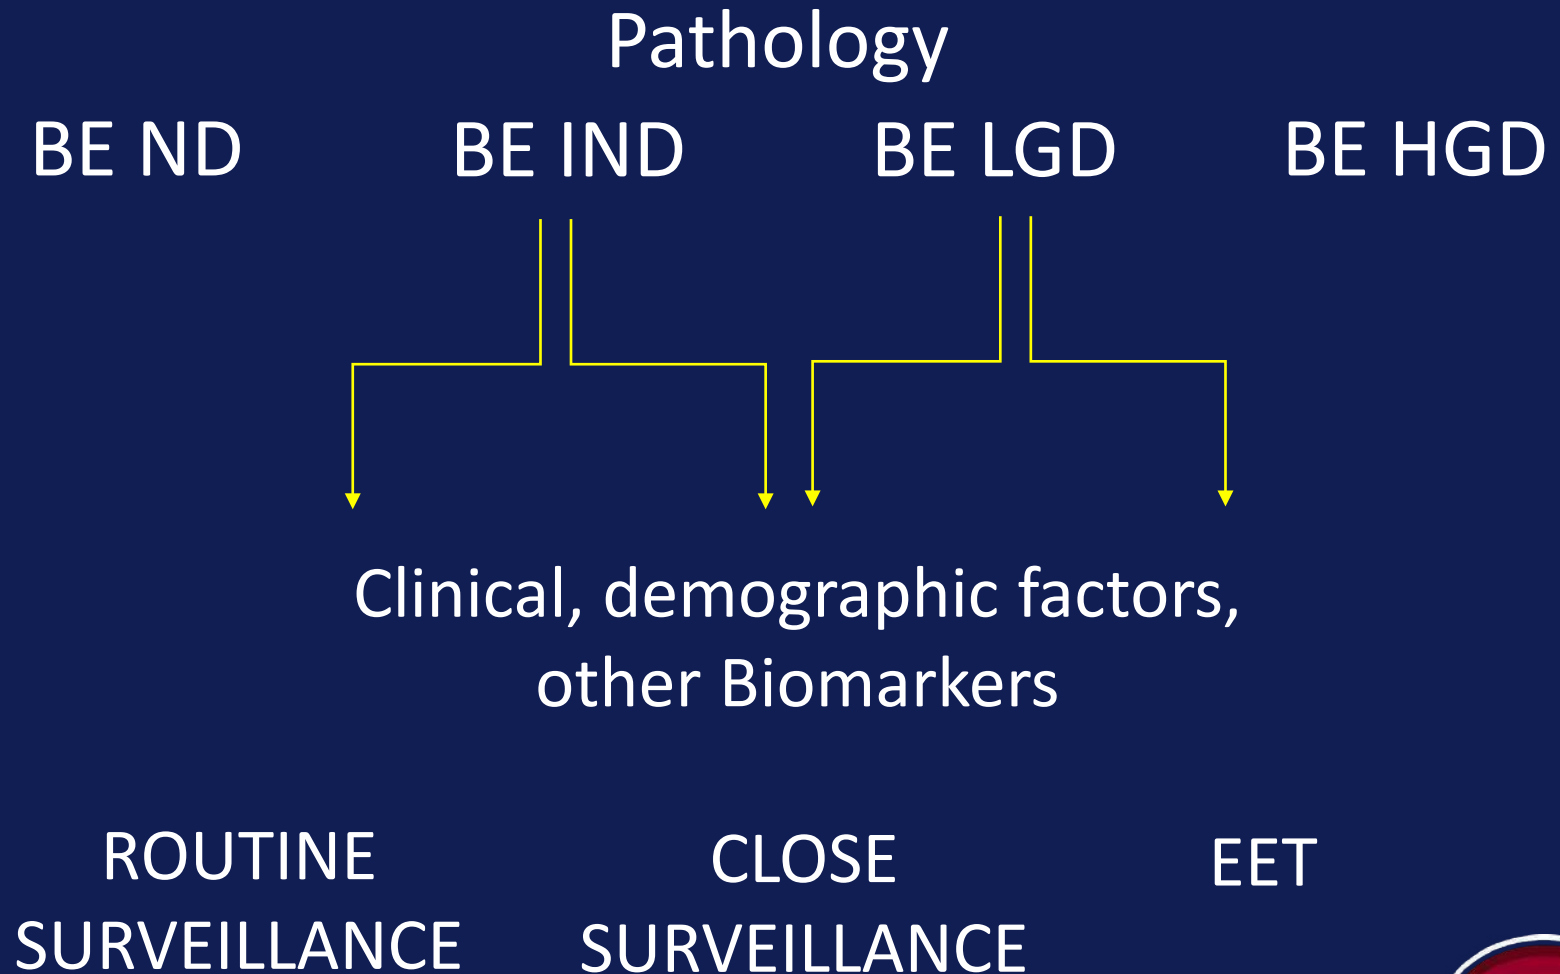 Pathology
BE ND BE IND BE LGD BE HGD
Clinical, demographic factors,
other Biomarkers
ROUTINE
SURVEILLANCE
CLOSE
SURVEILLANCE
EET